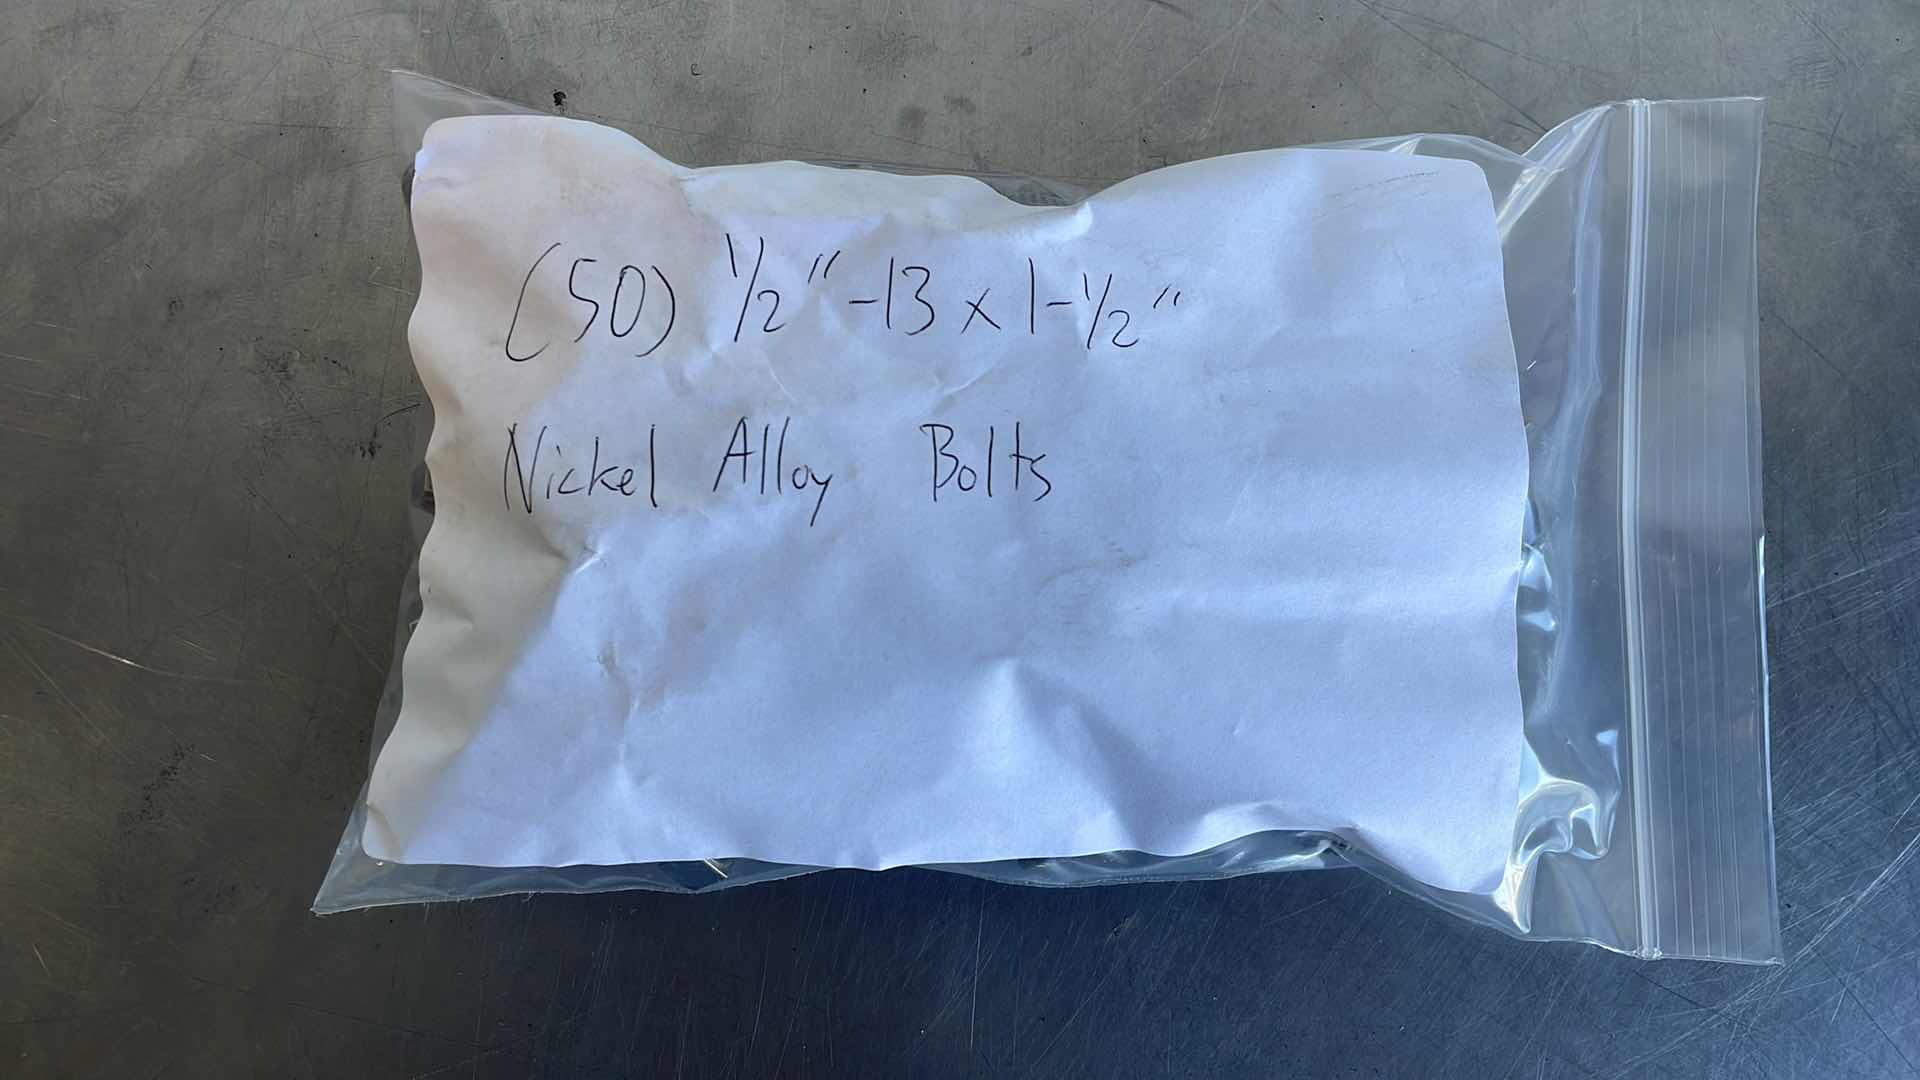 (50) 1/2"-13 x 1-1/2"
Nickel Alloy Bolts